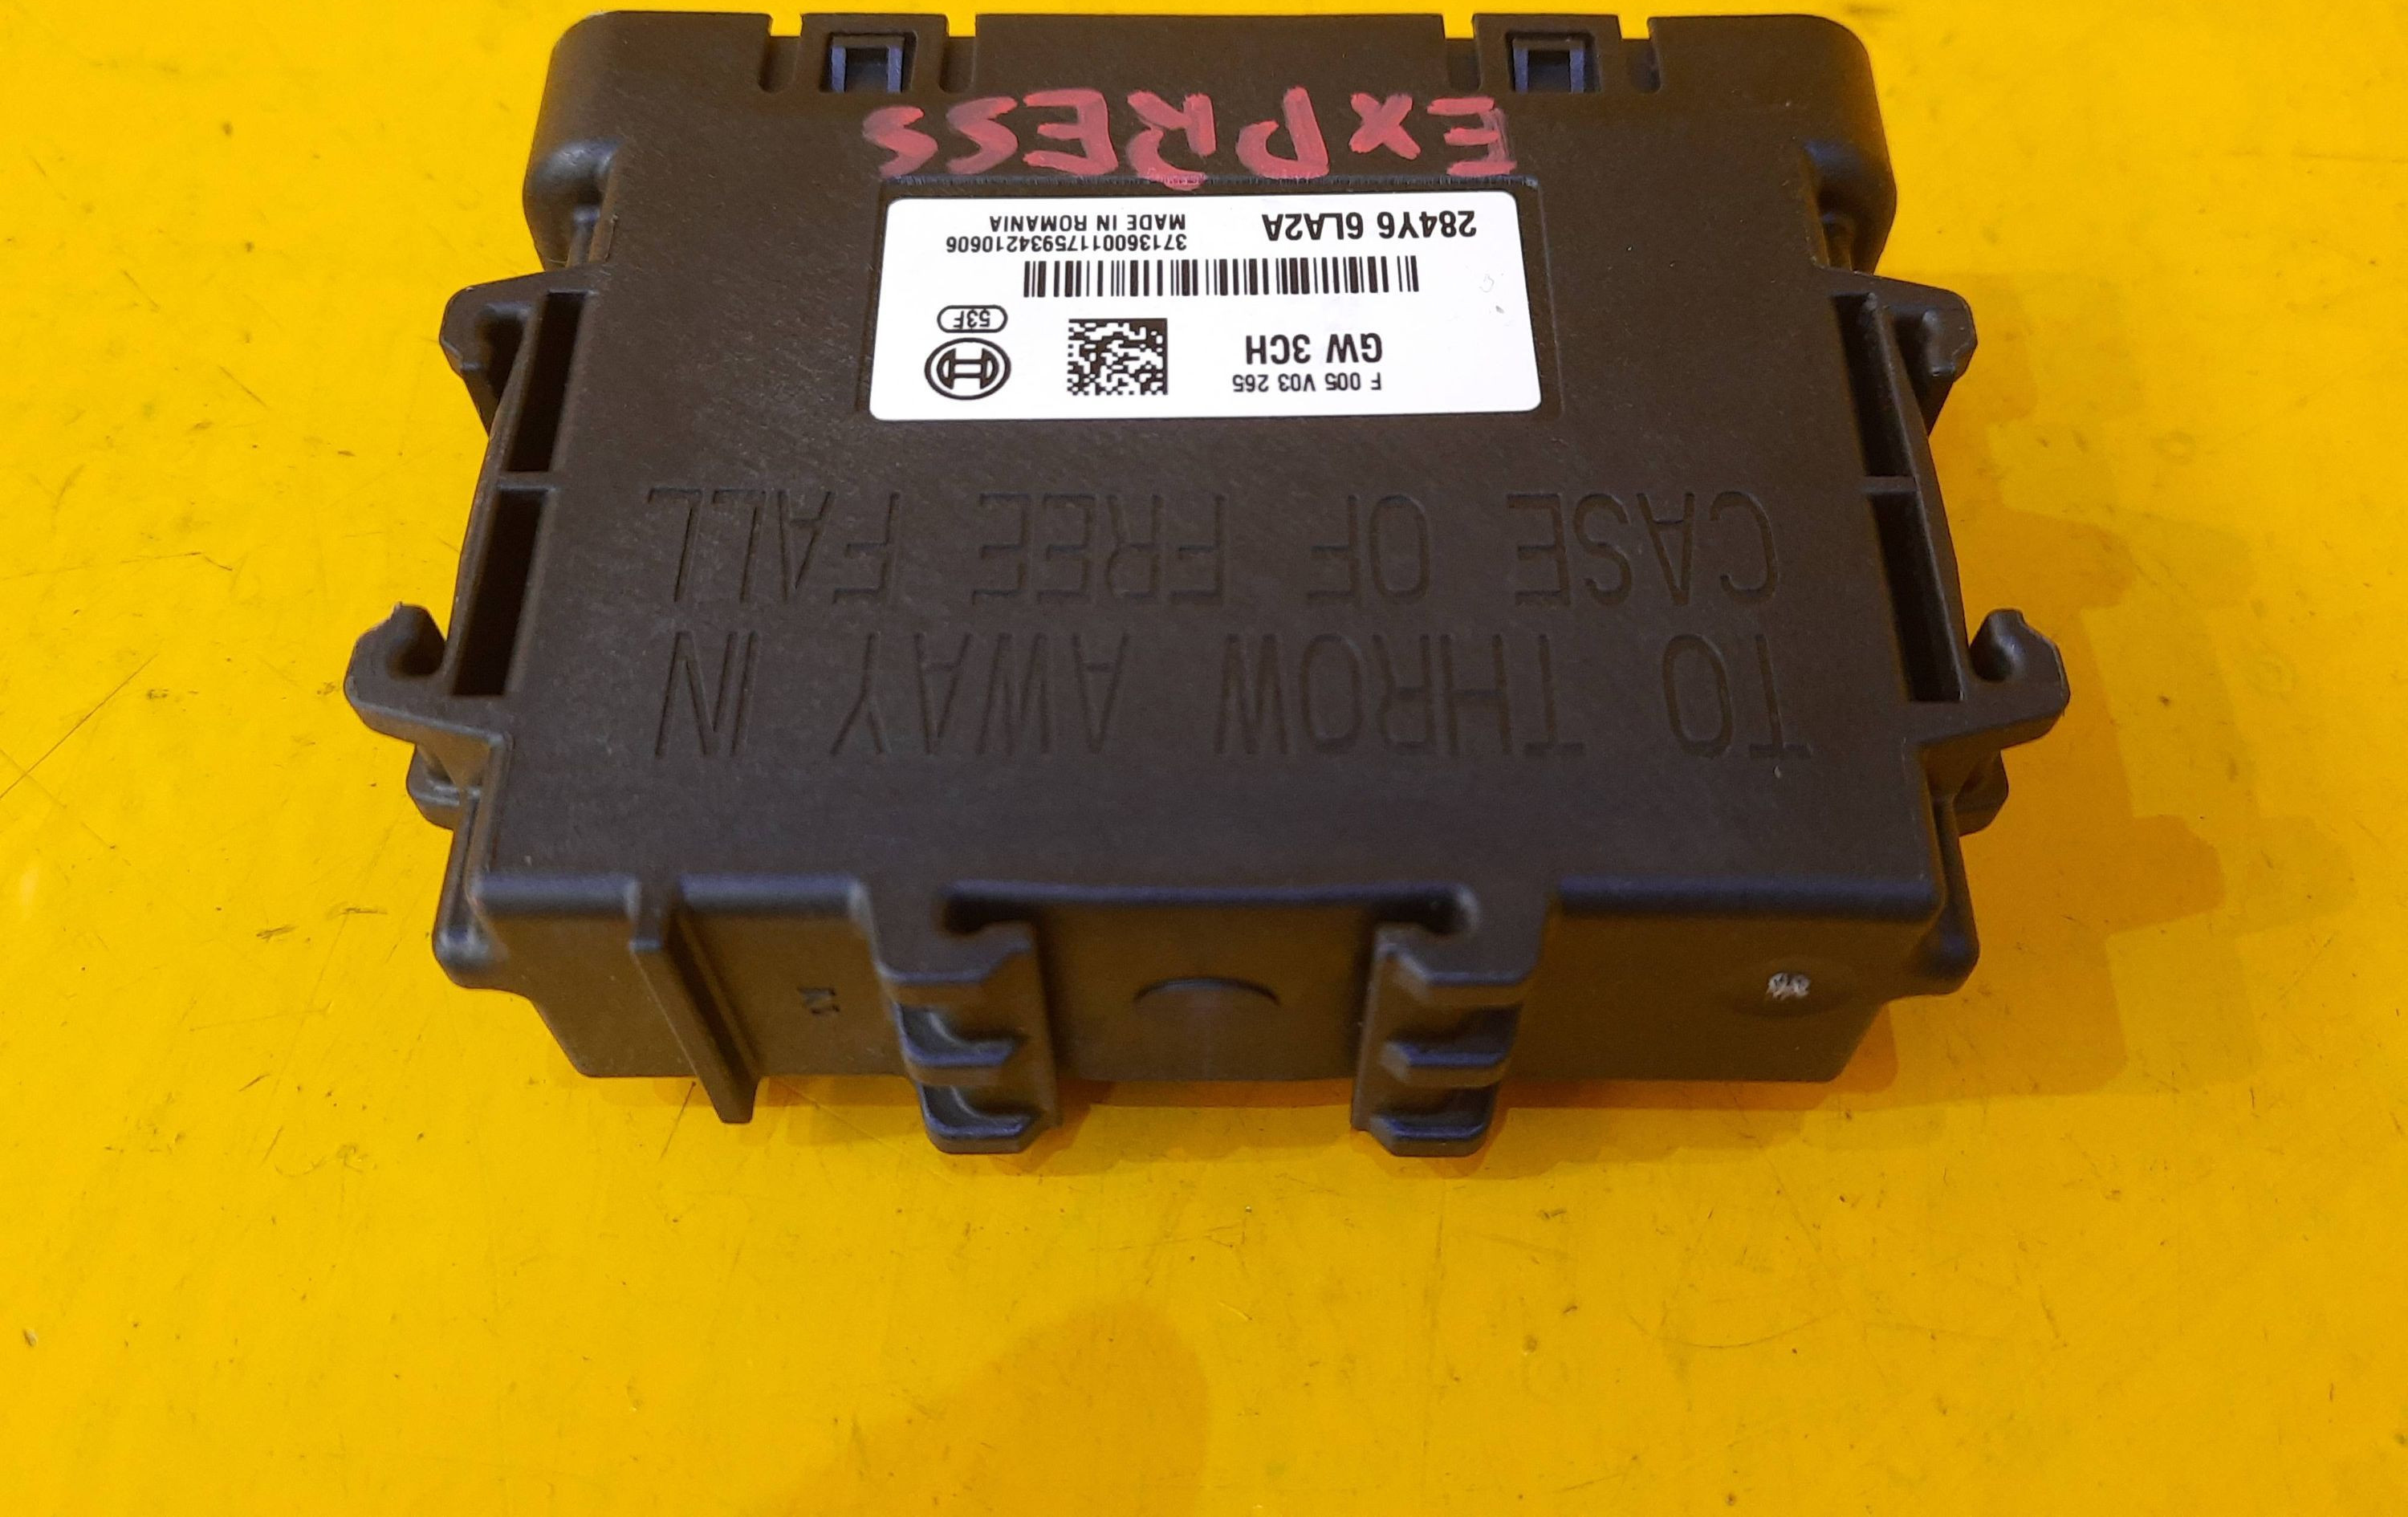 TO THROW AWAY IN
CASE OF FREE FALL
F 005 V03 265
GW 3CH
53F
37136001175934210606
284Y6 6LA2A
MADE IN ROMANIA
EXPRESS